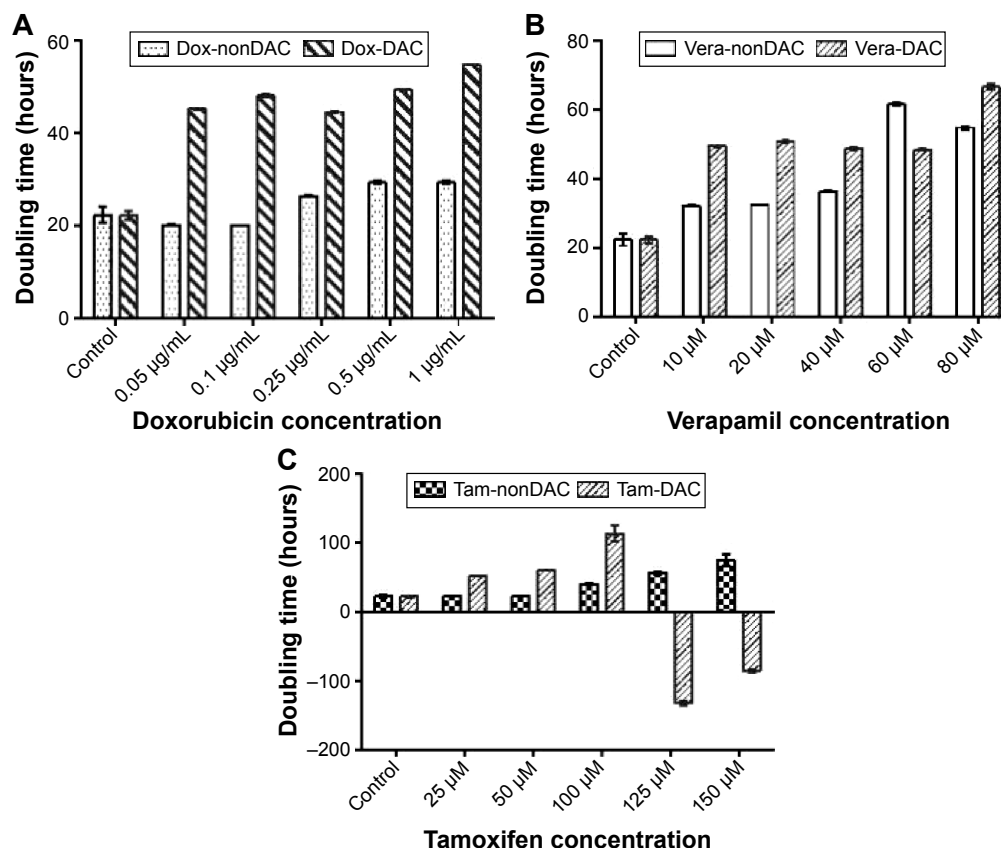 A
Dox-nonDAC Dox-DAC
Doubling time (hours)
60
40
20
0
Control
0.05 µg/mL
0.1 µg/mL
0.25 µg/mL
0.5 µg/mL
1 µg/mL
Doxorubicin concentration
B
Vera-nonDAC Vera-DAC
Doubling time (hours)
80
60
40
20
0
Control
10 µM
20 µM
40 µM
60 µM
80 µM
Verapamil concentration
C
Tam-nonDAC Tam-DAC
Doubling time (hours)
200
100
0
–100
–200
Control
25 µM
50 µM
100 µM
125 µM
150 µM
Tamoxifen concentration